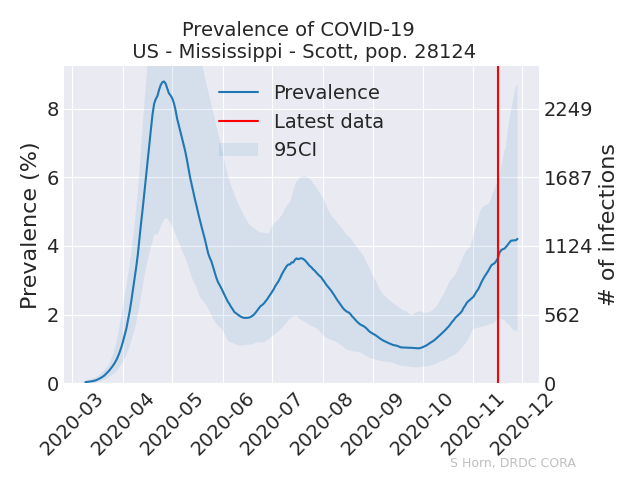 Prevalence of COVID-19
US - Mississippi - Scott, pop. 28124
Prevalence
Latest data
95CI
Prevalence (%)
8
6
4
2
0
2249
1687
1124
562
0
# of infections
2020-03
2020-04
2020-05
2020-06
2020-07
2020-08
2020-09
2020-10
2020-11
2020-12
S Horn, DRDC CORA